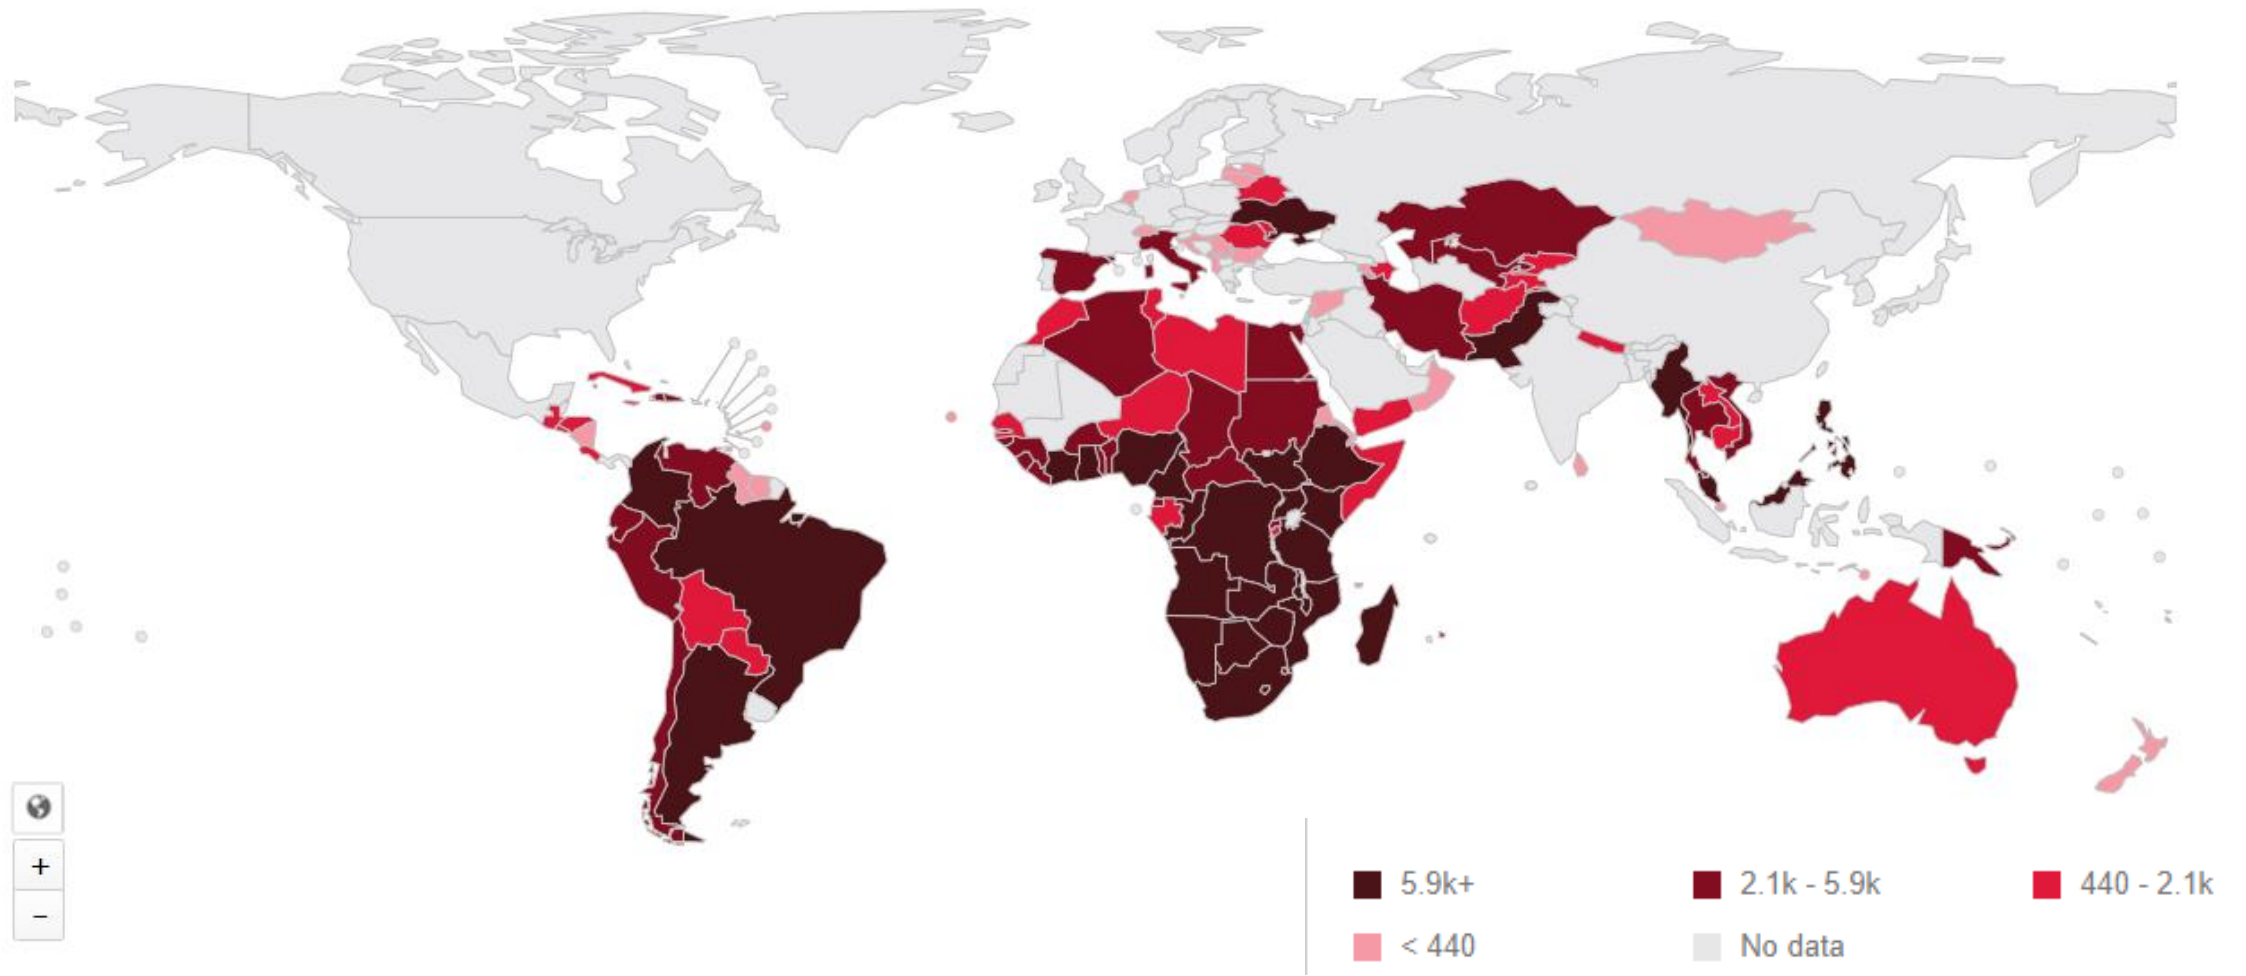 +
−
5.9k+
2.1k - 5.9k
440 - 2.1k
< 440
No data